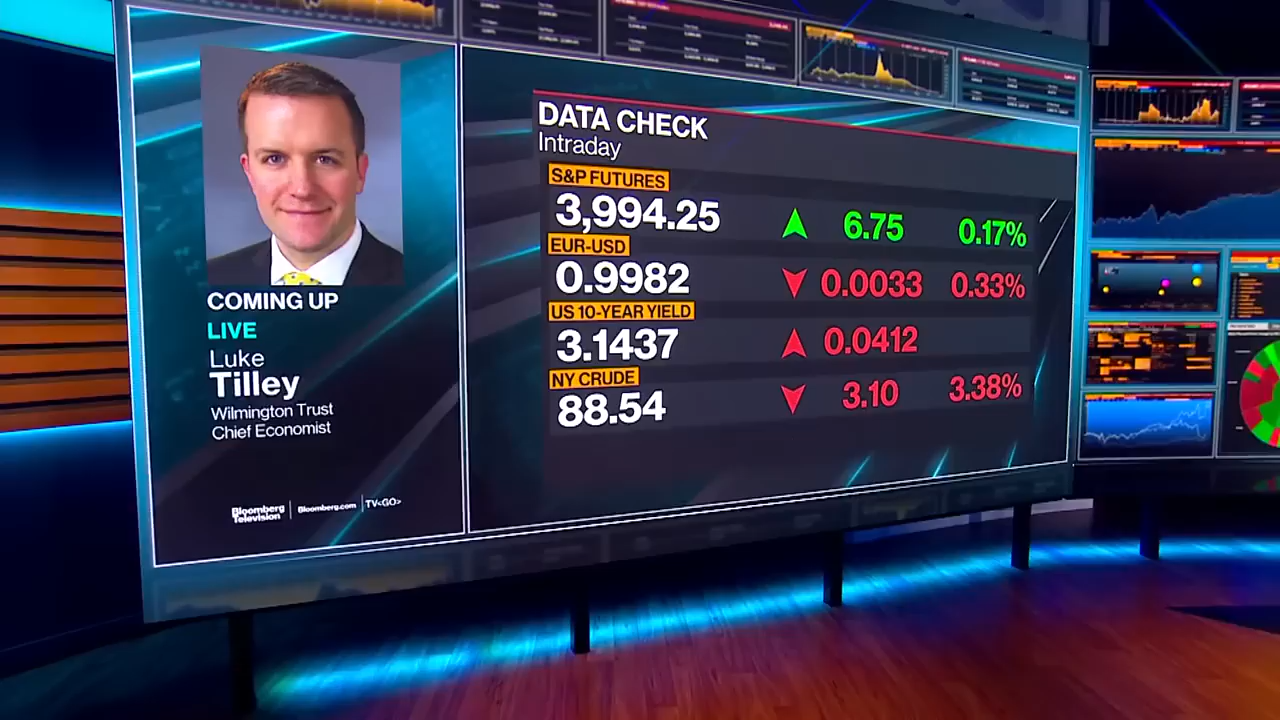 COMING UP
LIVE
Luke
Tilley
Wilmington Trust
Chief Economist
Bloomberg
Television
Bloomberg.com
TV<GO>
DATA CHECK
Intraday
S&P FUTURES
3,994.25 ▲ 6.75 0.17%
EUR-USD
0.9982 ▼ 0.0033 0.33%
US 10-YEAR YIELD
3.1437 ▲ 0.0412
NY CRUDE
88.54 ▼ 3.10 3.38%